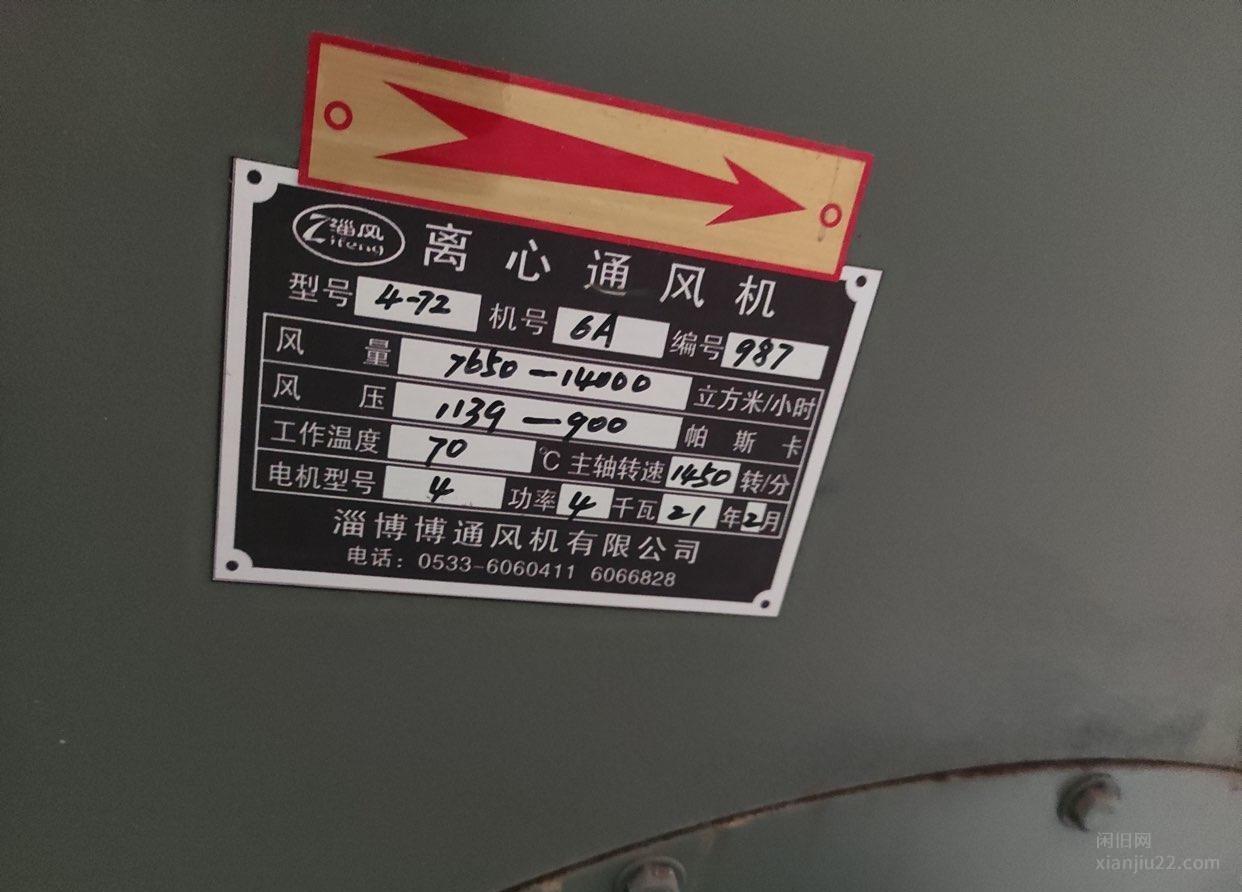 淄风 Zifeng 离心通风机
型号 4-72 机号 6A 编号 987
风量 7650—14000 立方米/小时
风压 1139—900 帕斯卡
工作温度 70 ℃ 主轴转速 1450 转/分
电机型号 4 功率 4 千瓦 21 年 2 月
淄博博通风机有限公司
电话：0533-6060411 6066828
闲旧网
xianjiu22.com